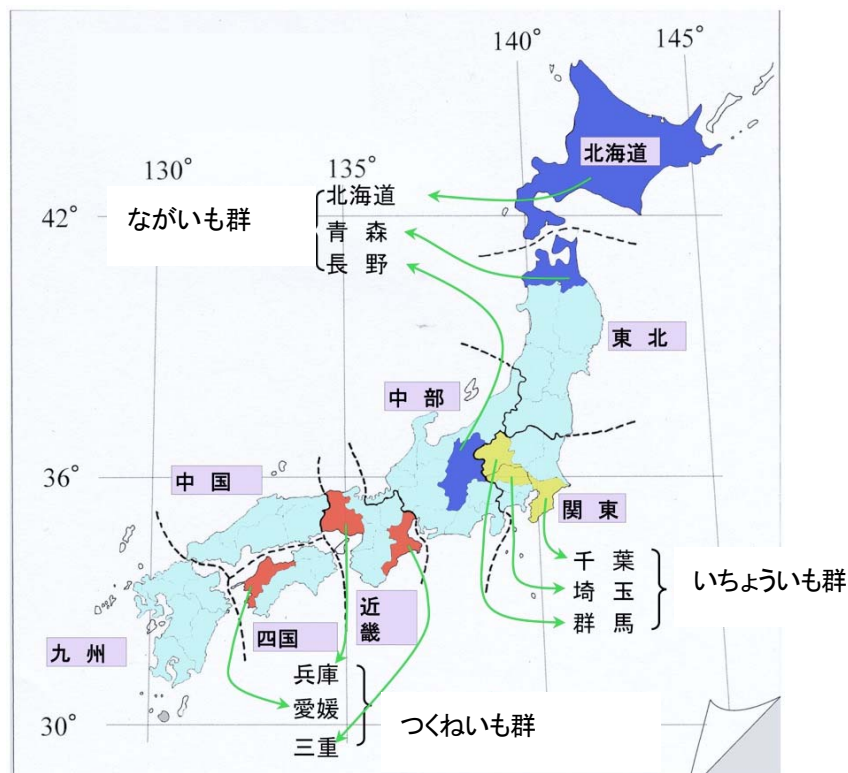 140°
145°
130°
135°
北海道
42°
ながいも群
北海道
青 森
長 野
東 北
中 部
36°
中 国
関 東
千 葉
埼 玉
群 馬
いちょういも群
近
畿
四国
九 州
兵庫
愛媛
三重
つくねいも群
30°